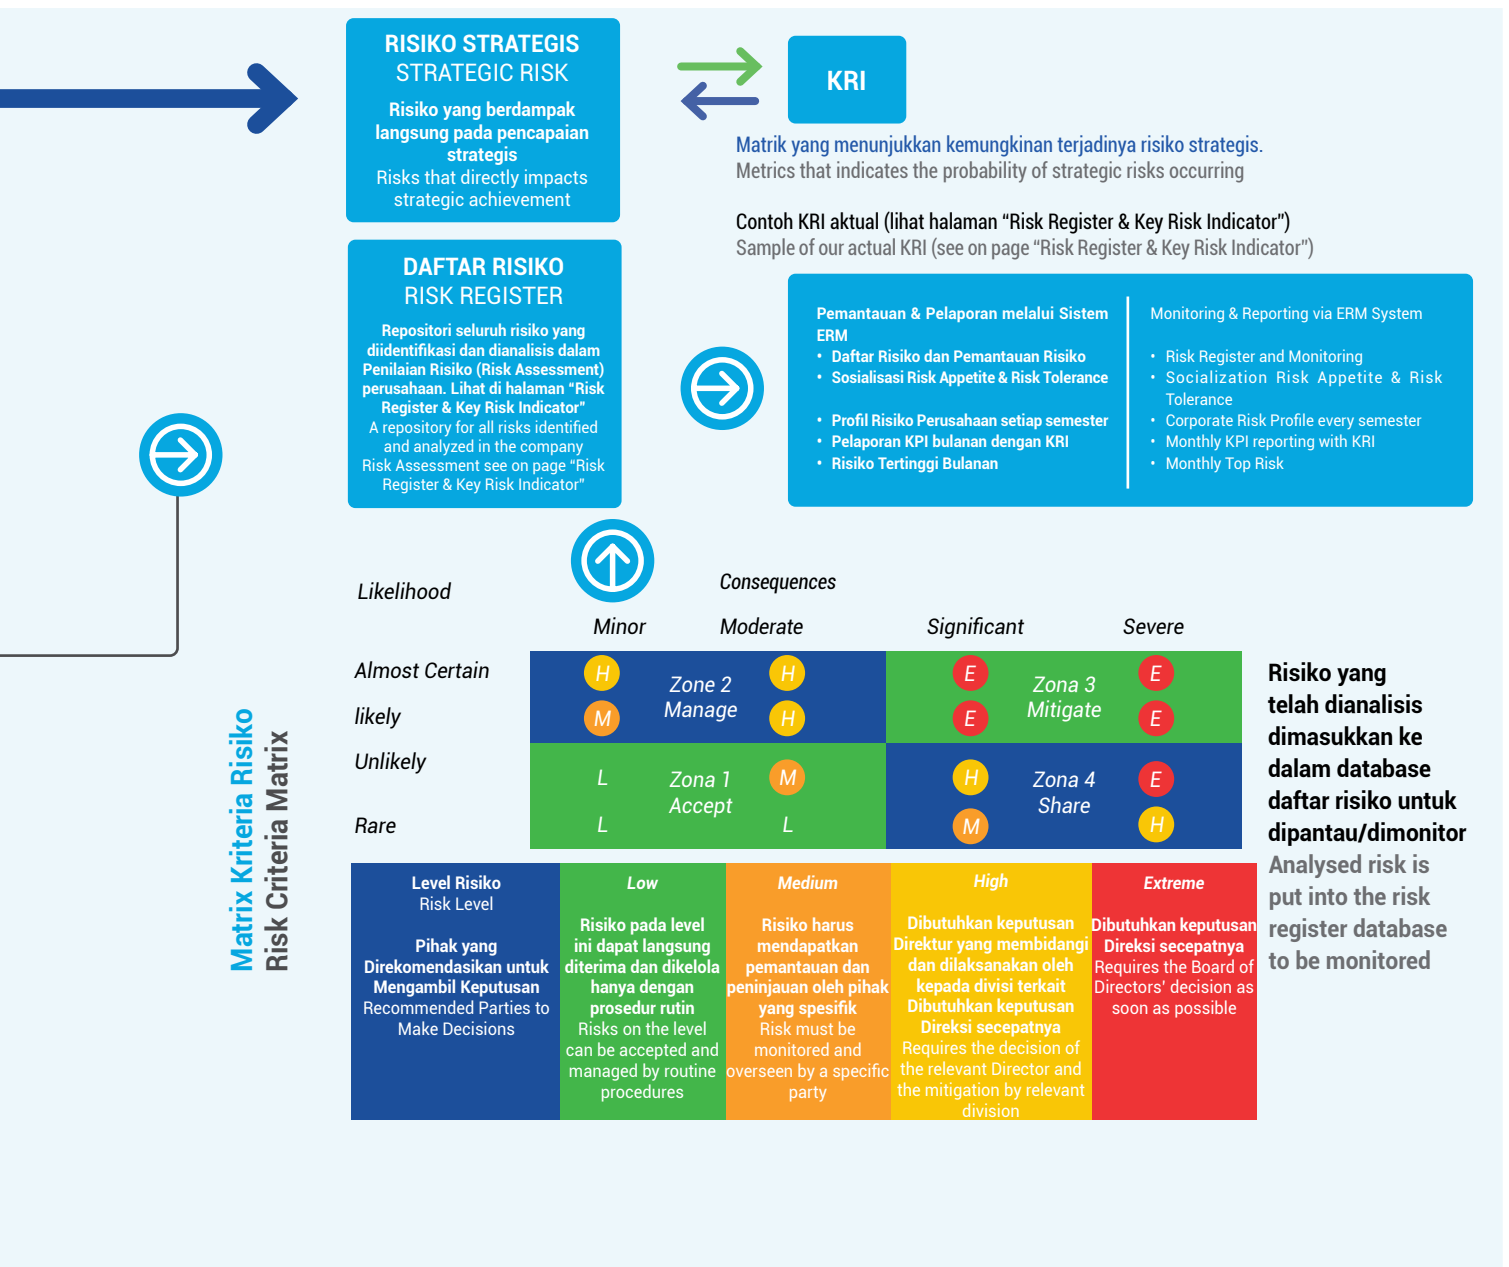 RISIKO STRATEGIS
STRATEGIC RISK
Risiko yang berdampak
langsung pada pencapaian
strategis
Risks that directly impacts
strategic achievement
KRI
Matrik yang menunjukkan kemungkinan terjadinya risiko strategis.
Metrics that indicates the probability of strategic risks occurring
Contoh KRI aktual (lihat halaman “Risk Register & Key Risk Indicator”)
Sample of our actual KRI (see on page “Risk Register & Key Risk Indicator”)
DAFTAR RISIKO
RISK REGISTER
Repositori seluruh risiko yang
diidentifikasi dan dianalisis dalam
Penilaian Risiko (Risk Assessment)
perusahaan. Lihat di halaman “Risk
Register & Key Risk Indicator”
A repository for all risks identified
and analyzed in the company
Risk Assessment see on page “Risk
Register & Key Risk Indicator”
Pemantauan & Pelaporan melalui Sistem
ERM
• Daftar Risiko dan Pemantauan Risiko
• Sosialisasi Risk Appetite & Risk Tolerance
• Profil Risiko Perusahaan setiap semester
• Pelaporan KPI bulanan dengan KRI
• Risiko Tertinggi Bulanan
Monitoring & Reporting via ERM System
• Risk Register and Monitoring
• Socialization Risk Appetite & Risk
Tolerance
• Corporate Risk Profile every semester
• Monthly KPI reporting with KRI
• Monthly Top Risk
Matrix Kriteria Risiko
Risk Criteria Matrix
Likelihood
Consequences
Minor Moderate Significant Severe
Almost Certain H H E E
Zone 2 Zona 3
Manage Mitigate
likely M H E E
Unlikely L M H E
Zona 1 Zona 4
Accept Share
Rare L L M H
Risiko yang
telah dianalisis
dimasukkan ke
dalam database
daftar risiko untuk
dipantau/dimonitor
Analysed risk is
put into the risk
register database
to be monitored
Level Risiko
Risk Level
Pihak yang
Direkomendasikan untuk
Mengambil Keputusan
Recommended Parties to
Make Decisions
Low
Risiko pada level
ini dapat langsung
diterima dan dikelola
hanya dengan
prosedur rutin
Risks on the level
can be accepted and
managed by routine
procedures
Medium
Risiko harus
mendapatkan
pemantauan dan
peninjauan oleh pihak
yang spesifik
Risk must be
monitored and
overseen by a specific
party
High
Dibutuhkan keputusan
Direktur yang membidangi
dan dilaksanakan oleh
kepada divisi terkait
Dibutuhkan keputusan
Direksi secepatnya
Requires the decision of
the relevant Director and
the mitigation by relevant
division
Extreme
Dibutuhkan keputusan
Direksi secepatnya
Requires the Board of
Directors’ decision as
soon as possible